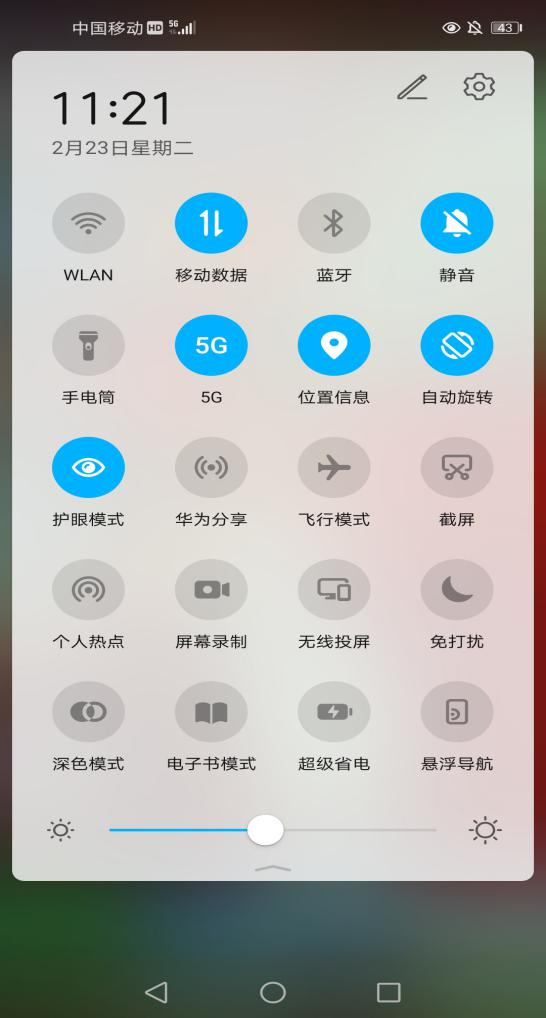 中国移动 HD 5G 43
11:21
2月23日星期二
WLAN 移动数据 蓝牙 静音
5G
手电筒 5G 位置信息 自动旋转
护眼模式 华为分享 飞行模式 截屏
个人热点 屏幕录制 无线投屏 免打扰
深色模式 电子书模式 超级省电 悬浮导航